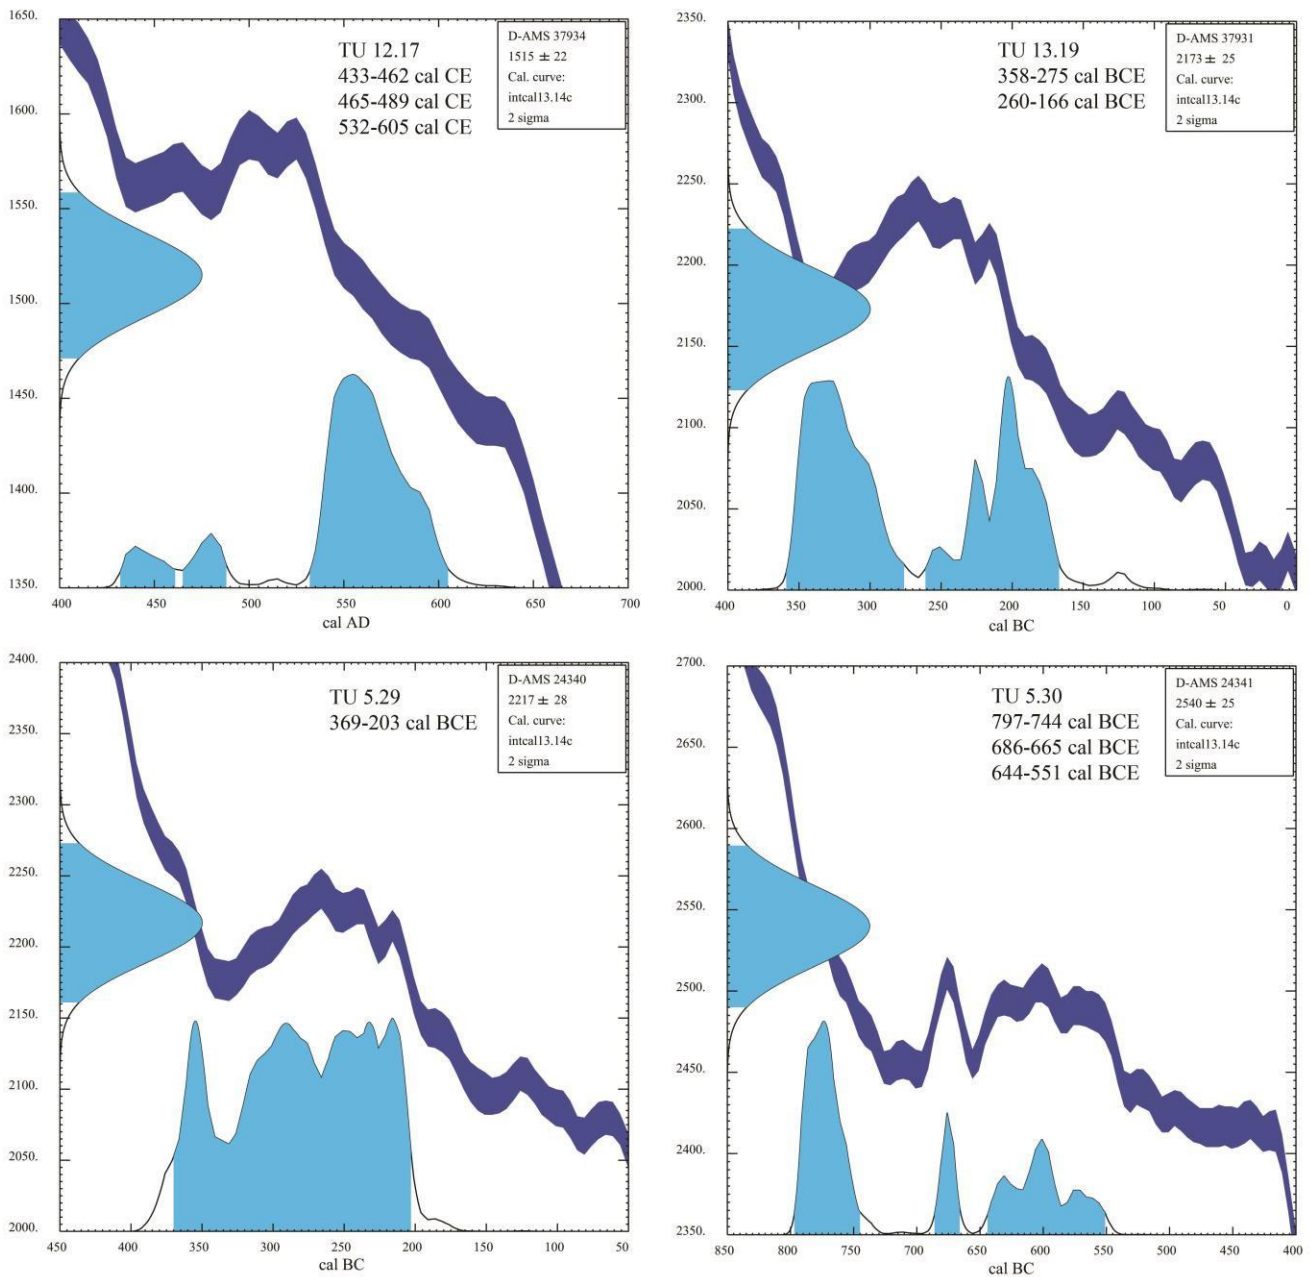 1650.
1600.
1550.
1500.
1450.
1400.
1350.
400 450 500 550 600 650 700
cal AD
TU 12.17
433-462 cal CE
465-489 cal CE
532-605 cal CE
D-AMS 37934
1515 ± 22
Cal. curve:
intcal13.14c
2 sigma
2350.
2300.
2250.
2200.
2150.
2100.
2050.
2000.
400 350 300 250 200 150 100 50 0
cal BC
TU 13.19
358-275 cal BCE
260-166 cal BCE
D-AMS 37931
2173 ± 25
Cal. curve:
intcal13.14c
2 sigma
2400.
2350.
2300.
2250.
2200.
2150.
2100.
2050.
2000.
450 400 350 300 250 200 150 100 50
cal BC
TU 5.29
369-203 cal BCE
D-AMS 24340
2217 ± 28
Cal. curve:
intcal13.14c
2 sigma
2700.
2650.
2600.
2550.
2500.
2450.
2400.
2350.
850 800 750 700 650 600 550 500 450 400
cal BC
TU 5.30
797-744 cal BCE
686-665 cal BCE
644-551 cal BCE
D-AMS 24341
2540 ± 25
Cal. curve:
intcal13.14c
2 sigma